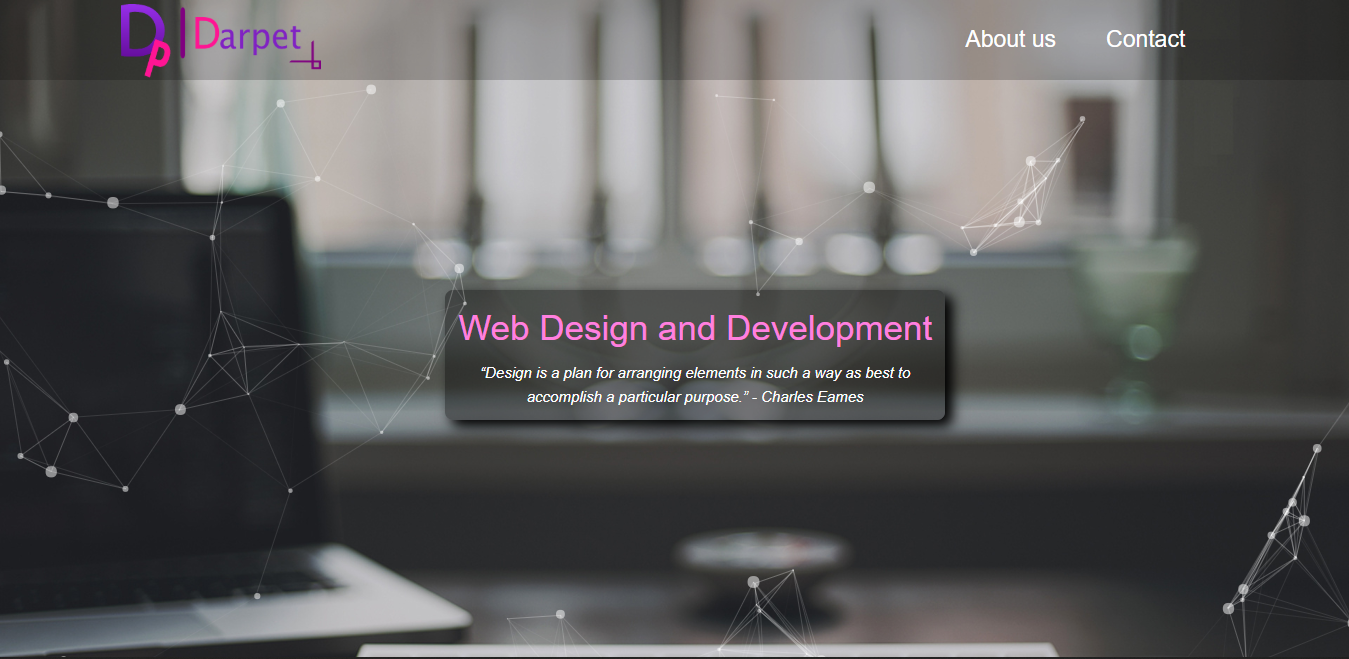 Dp Darpet
About us
Contact
Web Design and Development
“Design is a plan for arranging elements in such a way as best to
accomplish a particular purpose.” - Charles Eames